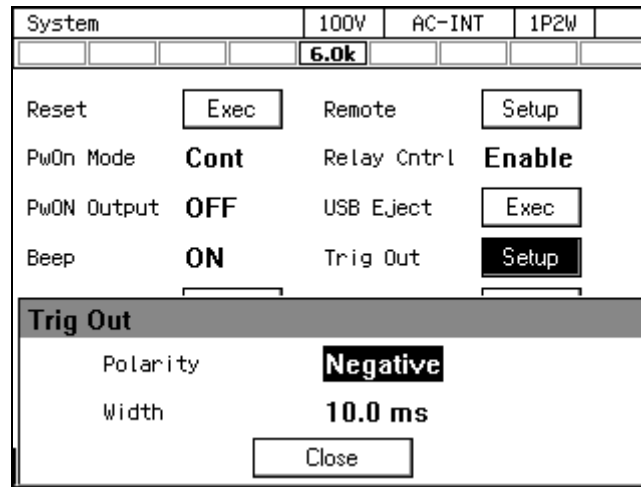 System 100V AC-INT 1P2W
6.0k
Reset Exec Remote Setup
PwOn Mode Cont Relay Cntrl Enable
PwON Output OFF USB Eject Exec
Beep ON Trig Out Setup
Trig Out
Polarity Negative
Width 10.0 ms
Close